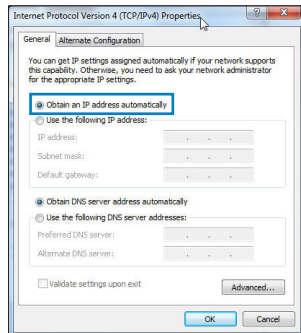 Internet Protocol Version 4 (TCP/IPv4) Properties
General Alternate Configuration
You can get IP settings assigned automatically if your network supports
this capability. Otherwise, you need to ask your network administrator
for the appropriate IP settings.
Obtain an IP address automatically
Use the following IP address:
IP address:
Subnet mask:
Default gateway:
Obtain DNS server address automatically
Use the following DNS server addresses:
Preferred DNS server:
Alternate DNS server:
Validate settings upon exit
Advanced...
OK Cancel